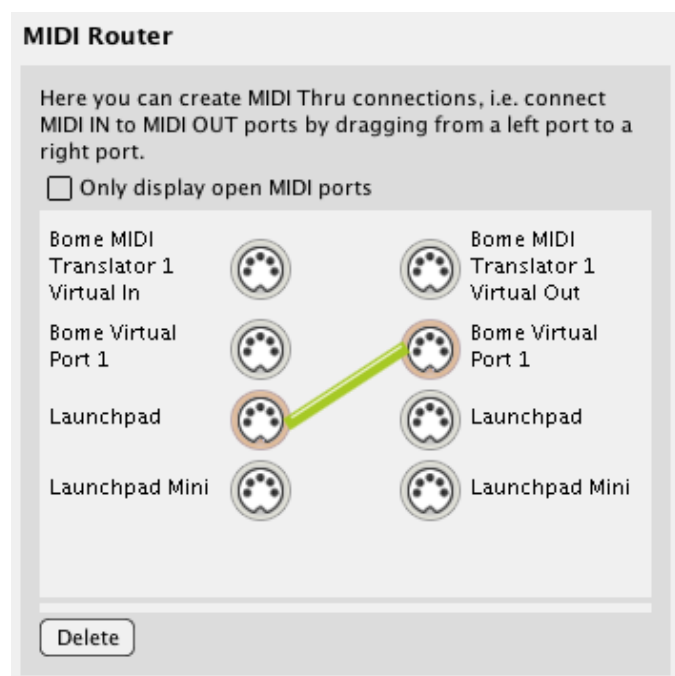 MIDI Router
Here you can create MIDI Thru connections, i.e. connect
MIDI IN to MIDI OUT ports by dragging from a left port to a
right port.
Only display open MIDI ports
Bome MIDI
Translator 1
Virtual In
Bome MIDI
Translator 1
Virtual Out
Bome Virtual
Port 1
Bome Virtual
Port 1
Launchpad
Launchpad
Launchpad Mini
Launchpad Mini
Delete